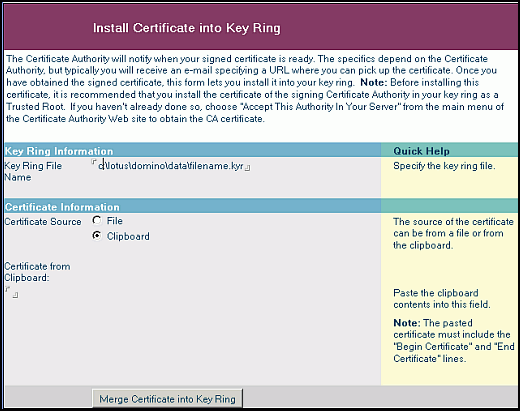 Install Certificate into Key Ring
The Certificate Authority will notify when your signed certificate is ready. The specifics depend on the Certificate
Authority, but typically you will receive an e-mail specifying a URL where you can pick up the certificate. Once you
have obtained the signed certificate, this form lets you install it into your key ring. Note: Before installing this
certificate, it is recommended that you install the certificate of the signing Certificate Authority in your key ring as a
Trusted Root. If you haven't already done so, choose "Accept This Authority In Your Server" from the main menu of
the Certificate Authority Web site to obtain the CA certificate.
Key Ring Information
Quick Help
Key Ring File
Name
c:\lotus\domino\data\filename.kyr
Specify the key ring file.
Certificate Information
Certificate Source
File
Clipboard
The source of the certificate
can be from a file or from
the clipboard.
Certificate from
Clipboard:
Paste the clipboard
contents into this field.
Note: The pasted
certificate must include the
"Begin Certificate" and "End
Certificate" lines.
Merge Certificate into Key Ring